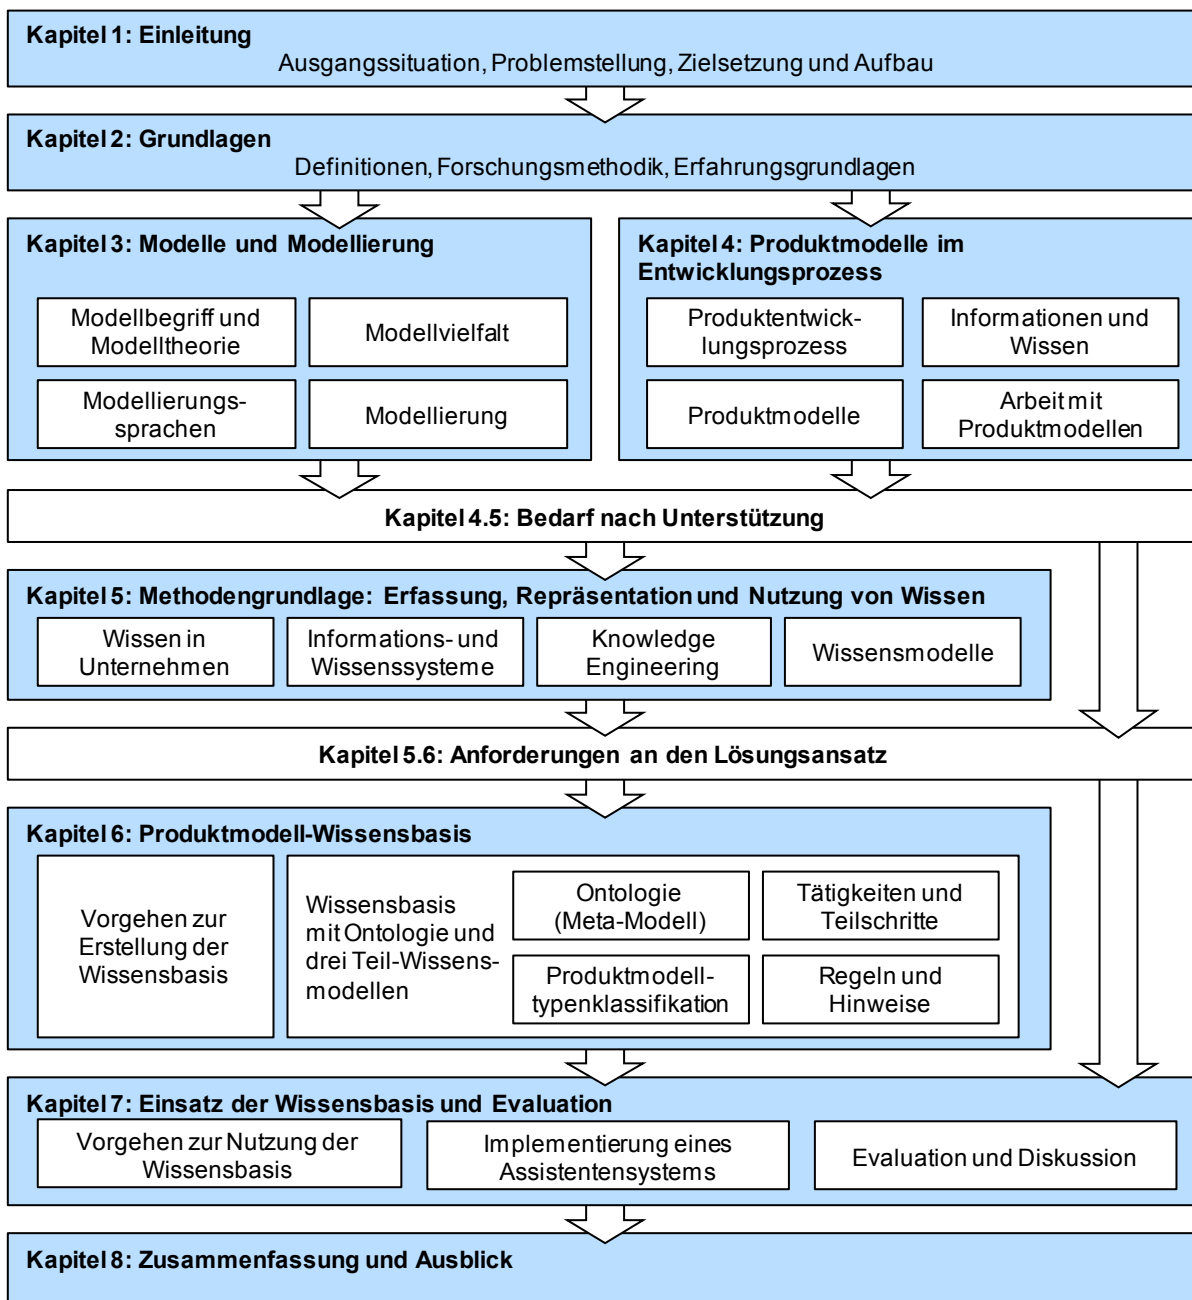 Kapitel 1: Einleitung
Ausgangssituation, Problemstellung, Zielsetzung und Aufbau
Kapitel 2: Grundlagen
Definitionen, Forschungsmethodik, Erfahrungsgrundlagen
Kapitel 3: Modelle und Modellierung
Modellbegriff und
Modelltheorie
Modellvielfalt
Modellierungs-
sprachen
Modellierung
Kapitel 4: Produktmodelle im
Entwicklungsprozess
Produktentwick-
lungsprozess
Informationen und
Wissen
Produktmodelle
Arbeit mit
Produktmodellen
Kapitel 4.5: Bedarf nach Unterstützung
Kapitel 5: Methodengrundlage: Erfassung, Repräsentation und Nutzung von Wissen
Wissen in
Unternehmen
Informations- und
Wissenssysteme
Knowledge
Engineering
Wissensmodelle
Kapitel 5.6: Anforderungen an den Lösungsansatz
Kapitel 6: Produktmodell-Wissensbasis
Vorgehen zur
Erstellung der
Wissensbasis
Wissensbasis
mit Ontologie und
drei Teil-Wissens-
modellen
Ontologie
(Meta-Modell)
Tätigkeiten und
Teilschritte
Produktmodell-
typenklassifikation
Regeln und
Hinweise
Kapitel 7: Einsatz der Wissensbasis und Evaluation
Vorgehen zur Nutzung der
Wissensbasis
Implementierung eines
Assistentensystems
Evaluation und Diskussion
Kapitel 8: Zusammenfassung und Ausblick